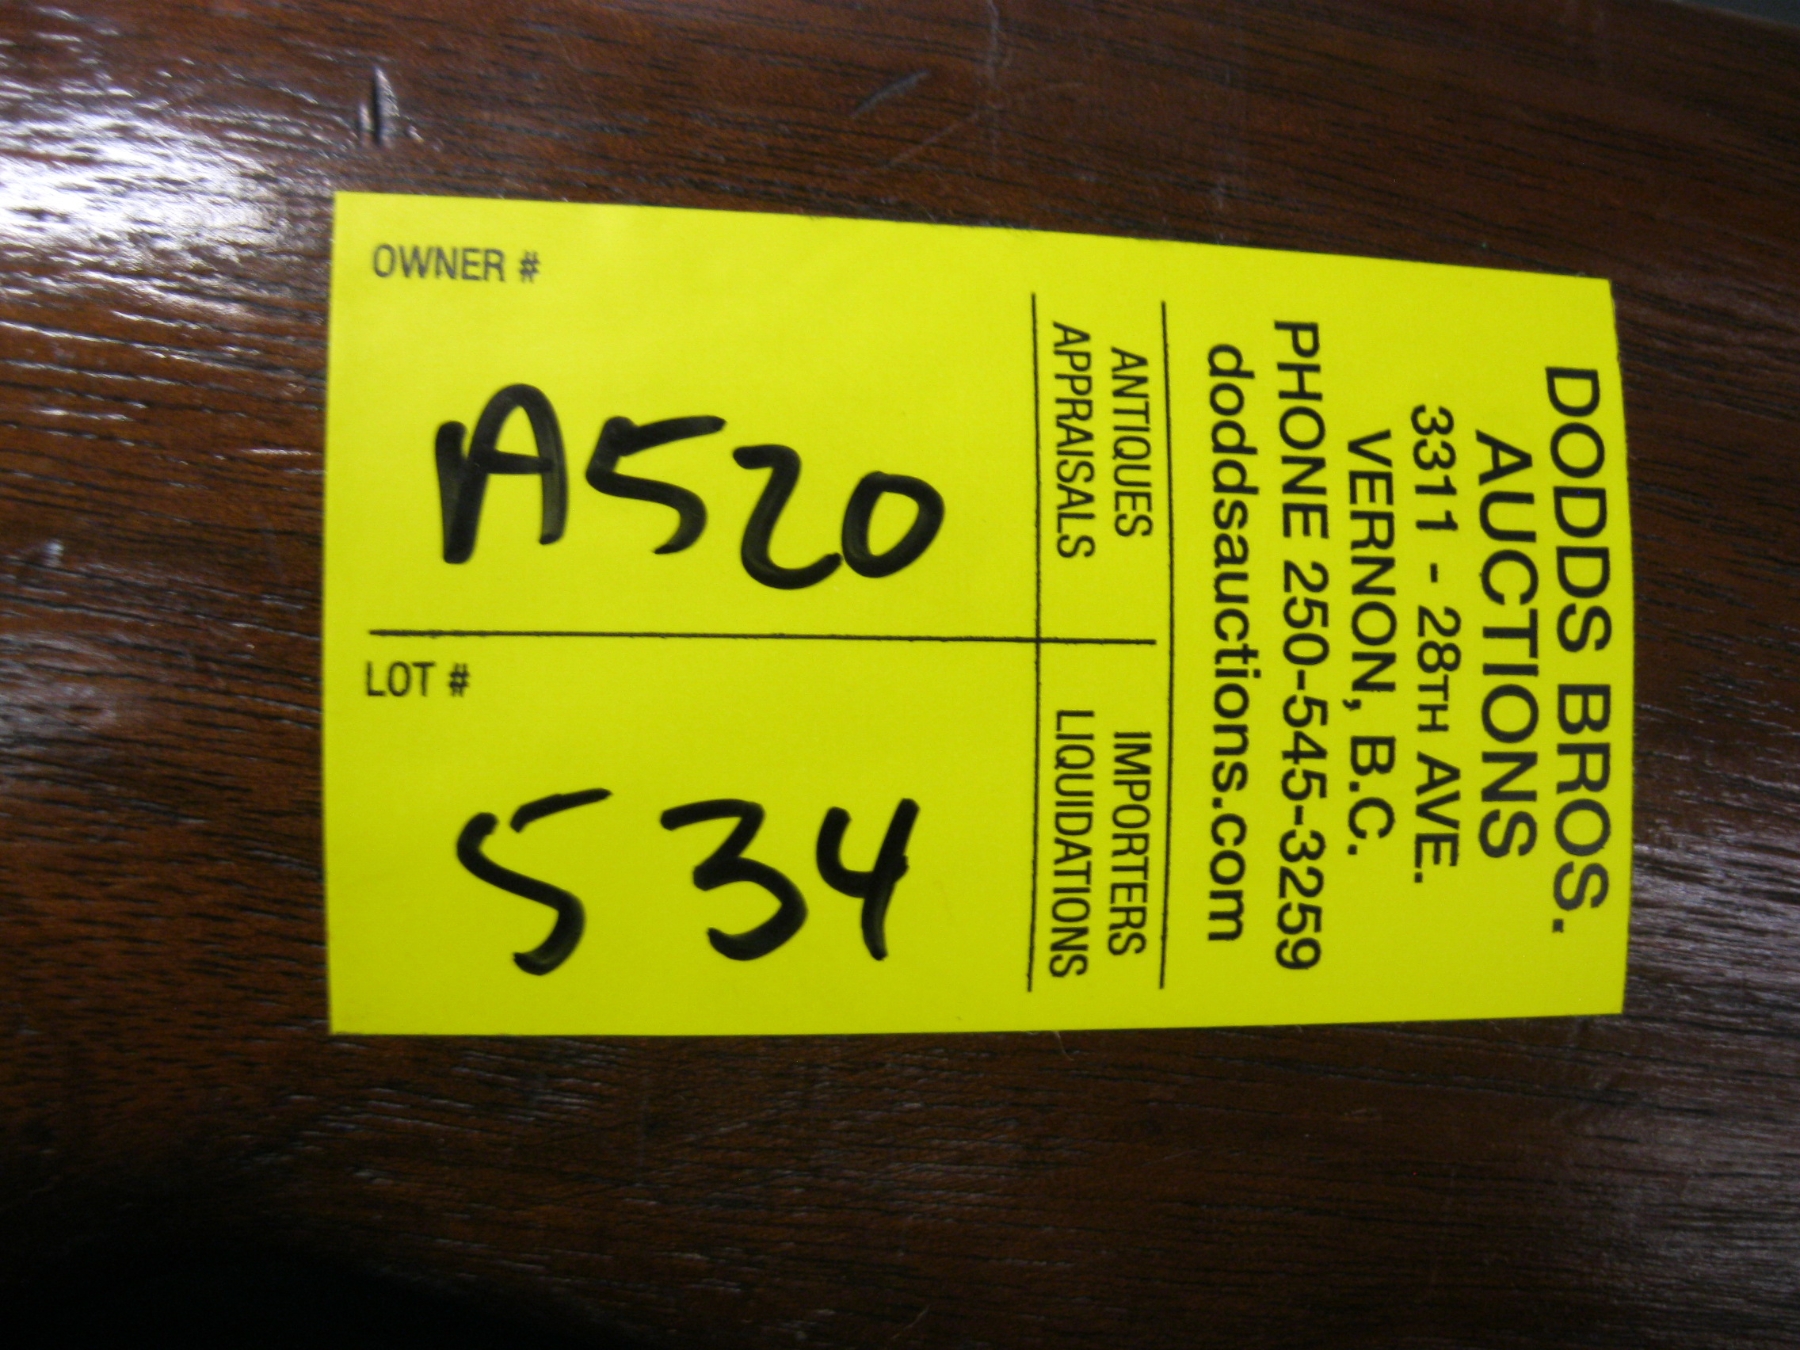 DODDS BROS.
AUCTIONS
3311 - 28TH AVE.
VERNON, B.C.
PHONE 250-545-3259
doddsauctions.com
ANTIQUES
APPRAISALS
IMPORTERS
LIQUIDATIONS
OWNER #
A520
LOT #
534